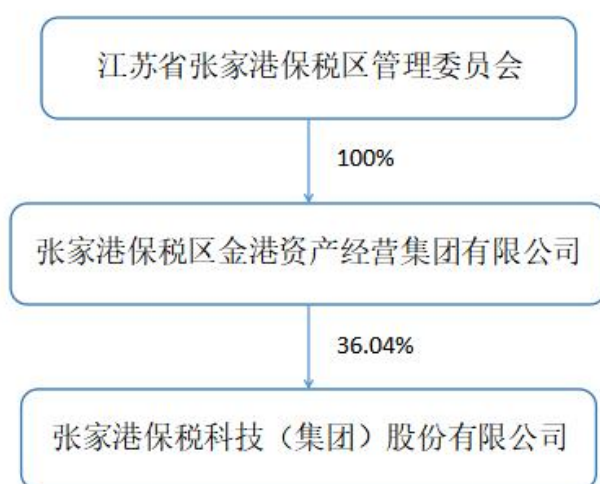 江苏省张家港保税区管理委员会
100%
张家港保税区金港资产经营集团有限公司
36.04%
张家港保税科技（集团）股份有限公司